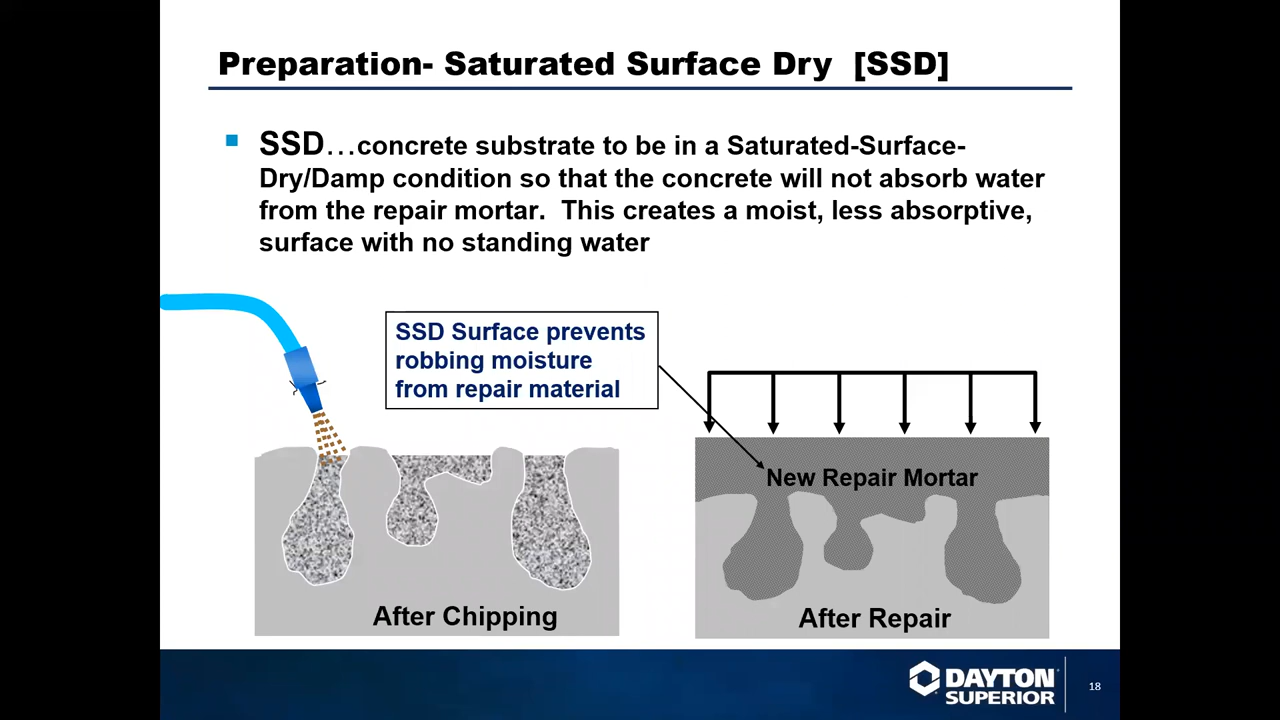 Preparation- Saturated Surface Dry [SSD]
SSD…concrete substrate to be in a Saturated-Surface-
Dry/Damp condition so that the concrete will not absorb water
from the repair mortar. This creates a moist, less absorptive,
surface with no standing water
SSD Surface prevents
robbing moisture
from repair material
New Repair Mortar
After Chipping
After Repair
DAYTON
SUPERIOR
18